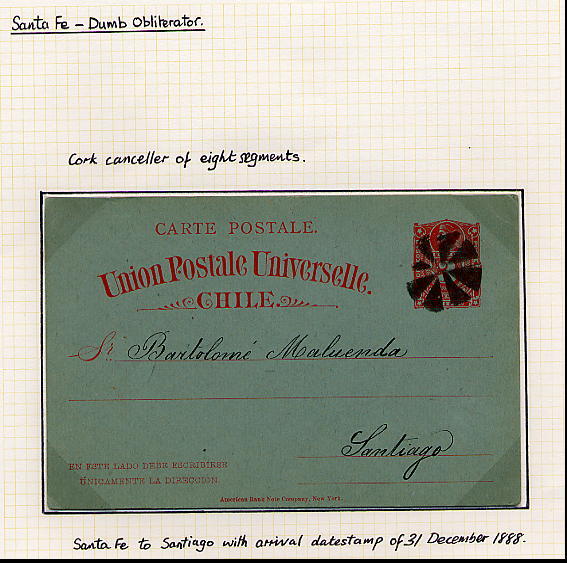 Santa Fe – Dumb Obliterator.
Cork canceller of eight segments.
CARTE POSTALE.
Union Postale Universelle.
CHILE.
Sr. Bartolomé Maluenda
Santiago
EN ESTE LADO DEBE ESCRIBIRSE
ÚNICAMENTE LA DIRECCION.
American Bank Note Company, New York.
Santa Fe to Santiago with arrival datestamp of 31 December 1888.